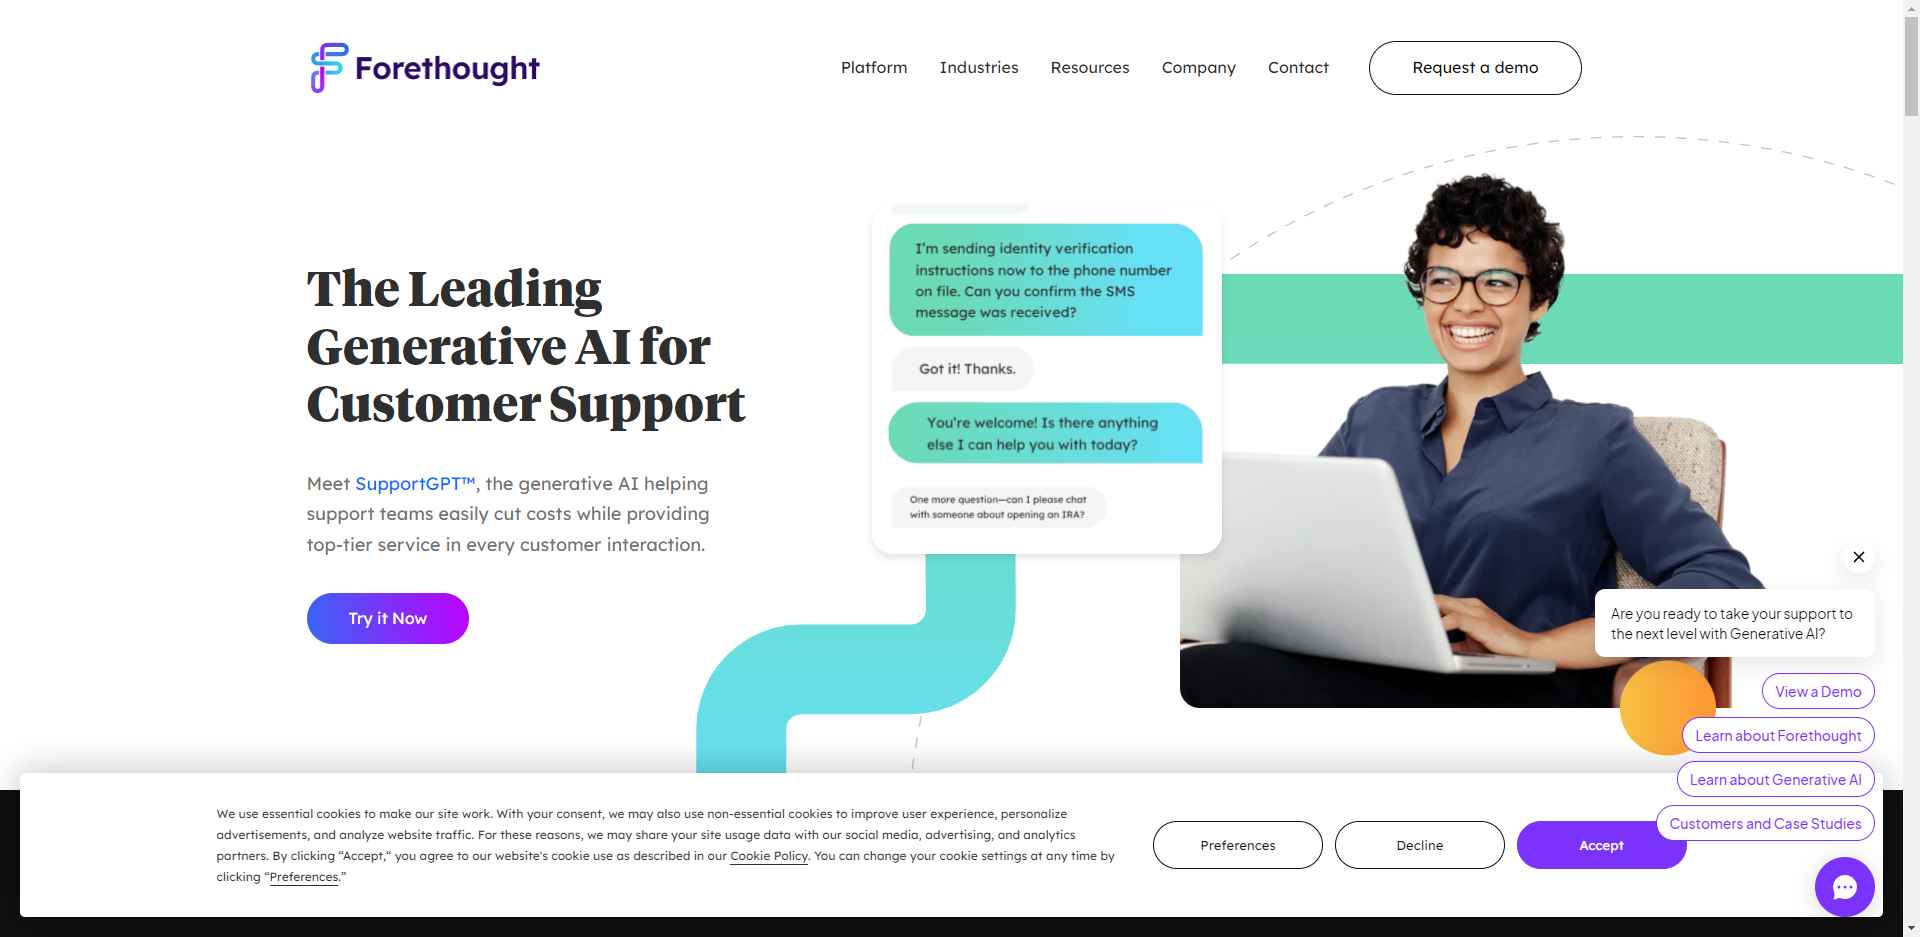 Forethought
Platform
Industries
Resources
Company
Contact
Request a demo
The Leading
Generative AI for
Customer Support
Meet SupportGPT™, the generative AI helping
support teams easily cut costs while providing
top-tier service in every customer interaction.
Try it Now
I'm sending identity verification
instructions now to the phone number
on file. Can you confirm the SMS
message was received?
Got it! Thanks.
You're welcome! Is there anything
else I can help you with today?
One more question—can I please chat
with someone about opening an IRA?
Are you ready to take your support to
the next level with Generative AI?
View a Demo
Learn about Forethought
Learn about Generative AI
Customers and Case Studies
We use essential cookies to make our site work. With your consent, we may also use non-essential cookies to improve user experience, personalize
advertisements, and analyze website traffic. For these reasons, we may share your site usage data with our social media, advertising, and analytics
partners. By clicking “Accept,“ you agree to our website's cookie use as described in our Cookie Policy. You can change your cookie settings at any time by
clicking “Preferences.”
Preferences
Decline
Accept